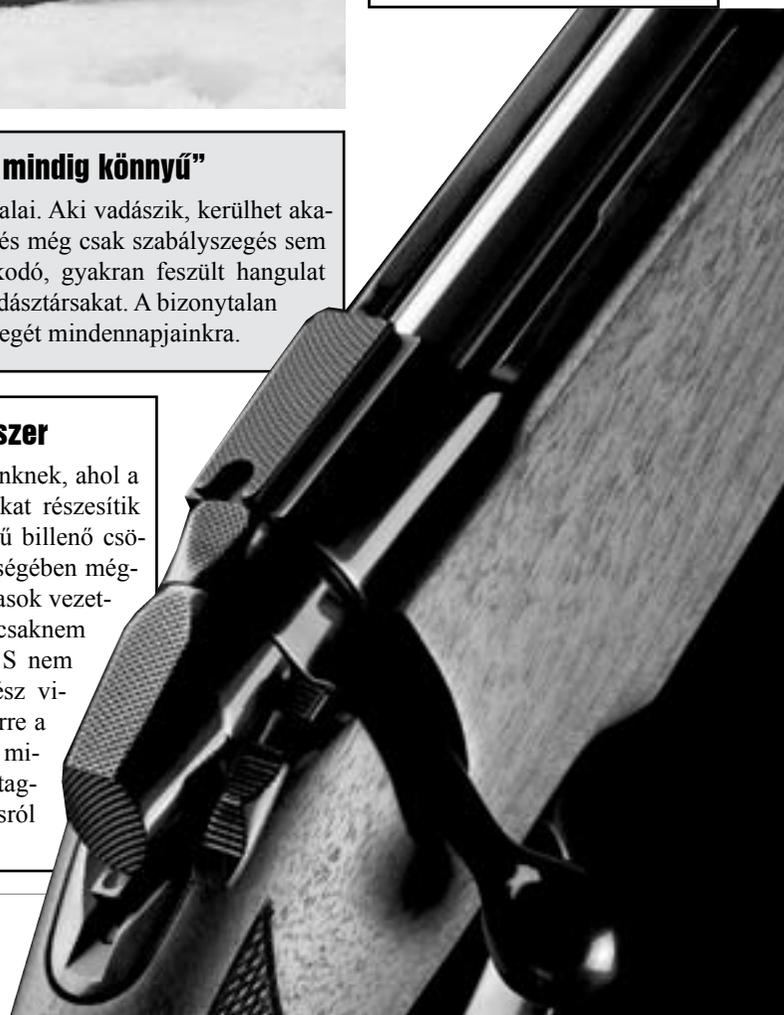 mindig könnyű”
alai. Aki vadászik, kerülhet aka-
és még csak szabályszegés sem
kodó, gyakran feszült hangulat
dásztársakat. A bizonytalan
egét mindennapjainkra.
szer
nknek, ahol a
kat részesítik
ű billenő csö-
ségében még-
asok vezet-
csaknem
S nem
ész vi-
rre a
mi-
tag-
sról